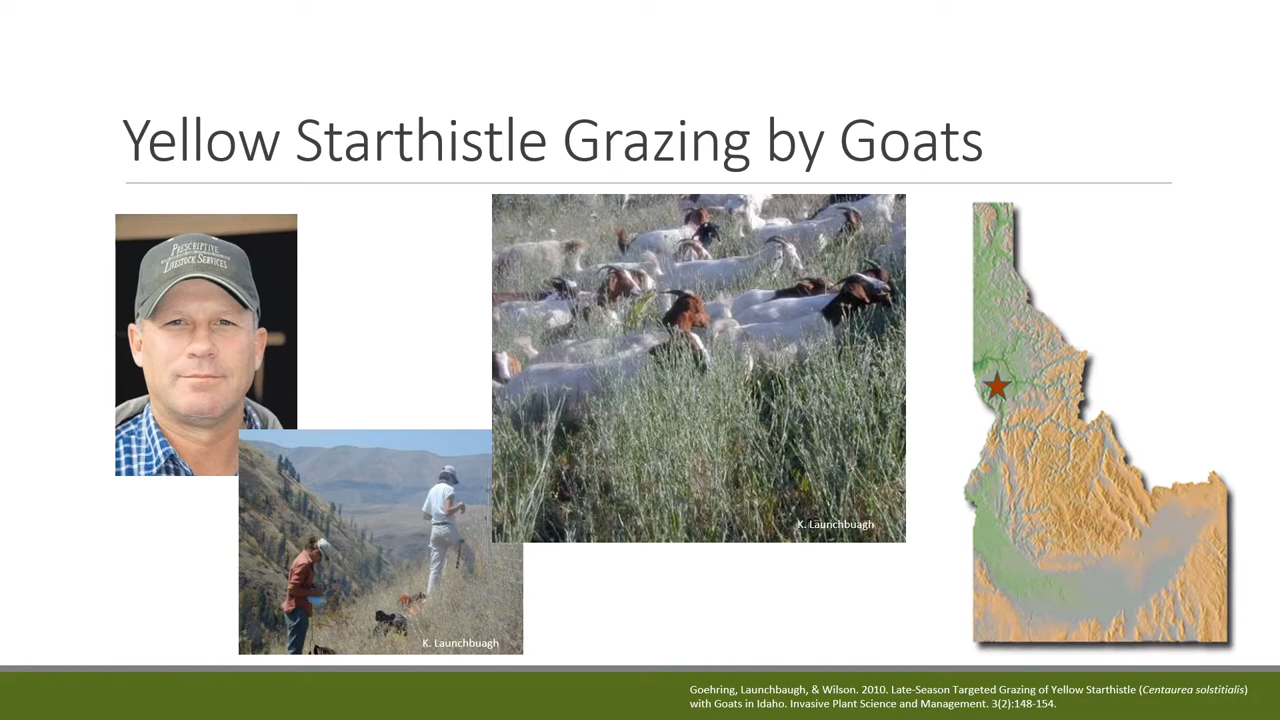 Yellow Starthistle Grazing by Goats
PRESCRIPTIVE
LIVESTOCK SERVICES
K. Launchbuagh
K. Launchbuagh
Goehring, Launchbaugh, & Wilson. 2010. Late-Season Targeted Grazing of Yellow Starthistle (Centaurea solstitialis)
with Goats in Idaho. Invasive Plant Science and Management. 3(2):148-154.